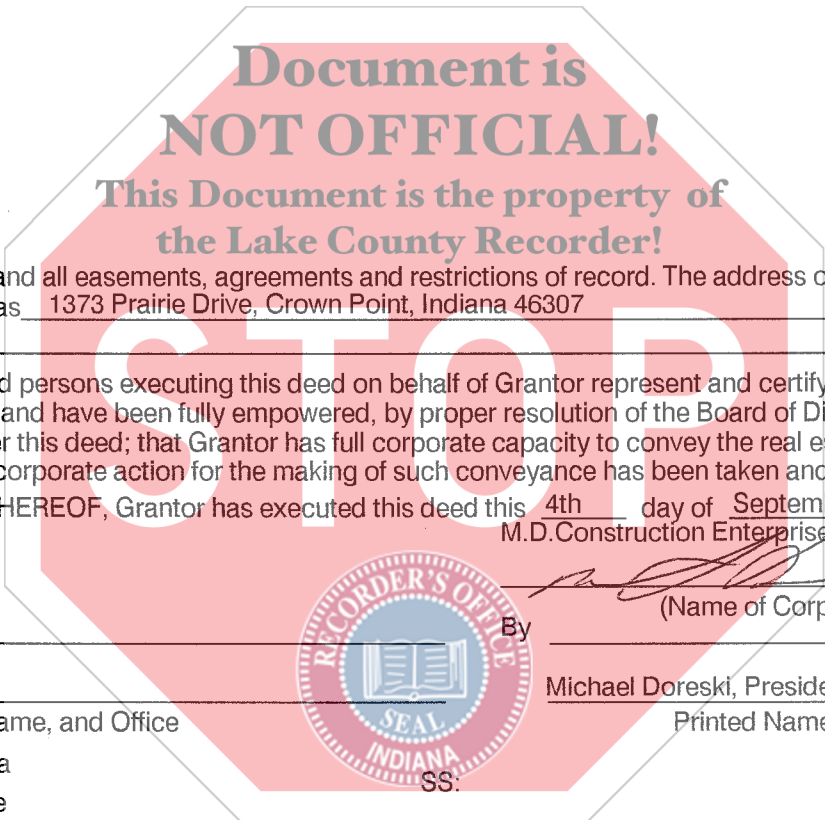 Document is
NOT OFFICIAL!
This Document is the property of
the Lake County Recorder!
and all easements, agreements and restrictions of record. The address o
as 1373 Prairie Drive, Crown Point, Indiana 46307
STOP
d persons executing this deed on behalf of Grantor represent and certify
and have been fully empowered, by proper resolution of the Board of Di
r this deed; that Grantor has full corporate capacity to convey the real e
corporate action for the making of such conveyance has been taken and
HEREOF, Grantor has executed this deed this 4th day of Septem
M.D.Construction Enterprise
(Name of Corp
By
RECORDER'S OFFICE
SEAL
INDIANA
Michael Doreski, Preside
ame, and Office Printed Name
a
SS:
e